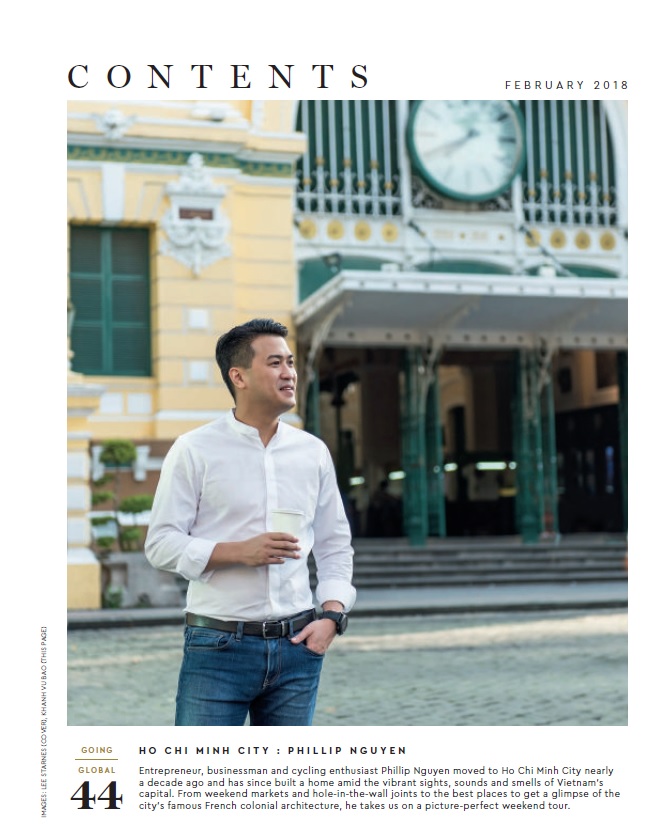 CONTENTS
FEBRUARY 2018
IMAGES: LEE STARNES (COVER), KHANH VU BAO (THIS PAGE)
GOING
GLOBAL
44
HO CHI MINH CITY : PHILLIP NGUYEN
Entrepreneur, businessman and cycling enthusiast Phillip Nguyen moved to Ho Chi Minh City nearly
a decade ago and has since built a home amid the vibrant sights, sounds and smells of Vietnam's
capital. From weekend markets and hole-in-the-wall joints to the best places to get a glimpse of the
city's famous French colonial architecture, he takes us on a picture-perfect weekend tour.